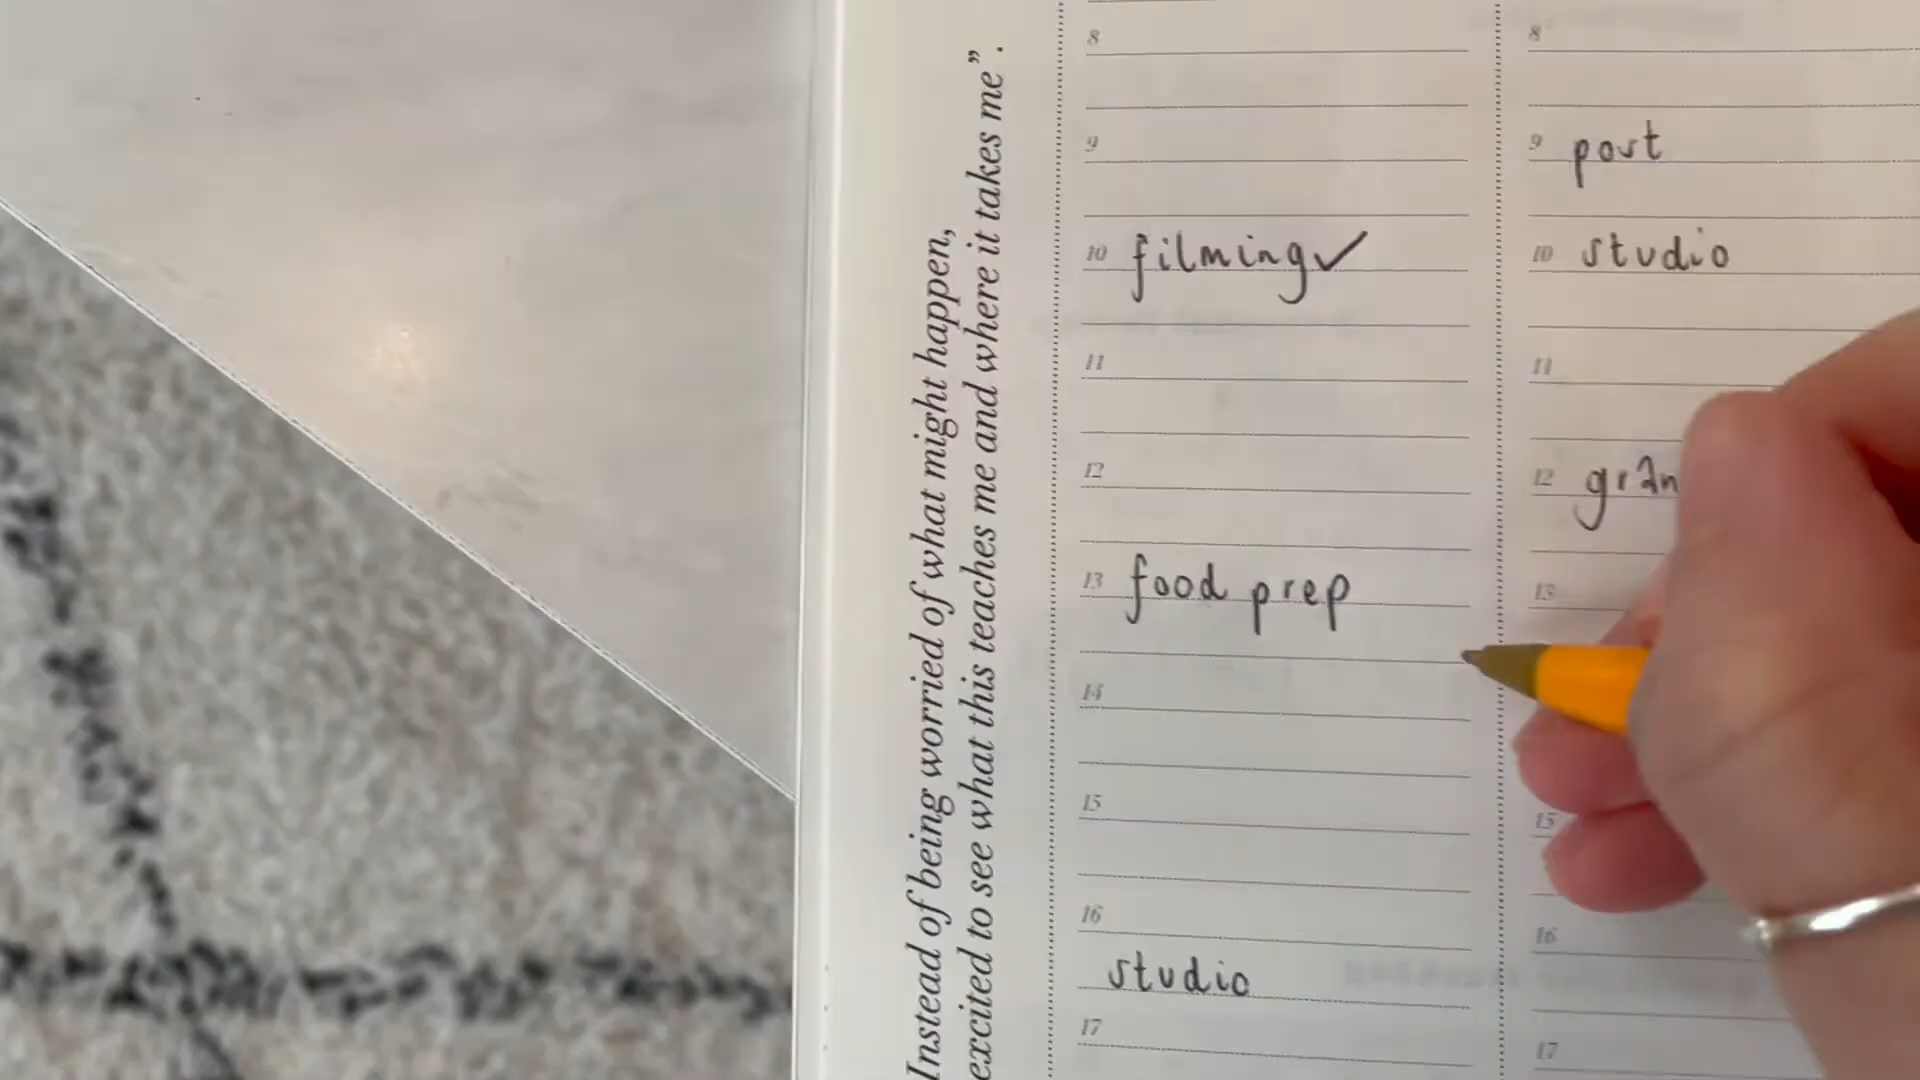 Instead of being worried of what might happen,
excited to see what this teaches me and where it takes me”.
8
9
10 filming✓
11
12
13 food prep
14
15
16
studio
17
8
9 post
10 studio
11
12
13
15
16
17